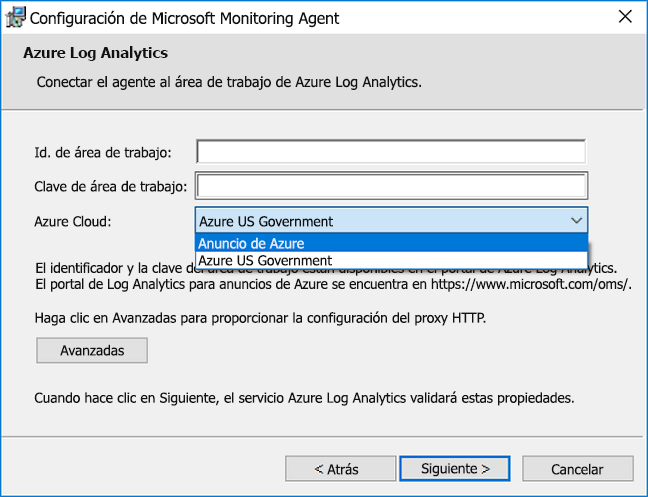 Configuración de Microsoft Monitoring Agent
Azure Log Analytics
Conectar el agente al área de trabajo de Azure Log Analytics.
Id. de área de trabajo:
Clave de área de trabajo:
Azure Cloud: Azure US Government
Anuncio de Azure
Azure US Government
El identificador y la clave del área de trabajo están disponibles en el portal de Azure Log Analytics.
El portal de Log Analytics para anuncios de Azure se encuentra en https://www.microsoft.com/oms/.
Haga clic en Avanzadas para proporcionar la configuración del proxy HTTP.
Avanzadas
Cuando hace clic en Siguiente, el servicio Azure Log Analytics validará estas propiedades.
< Atrás Siguiente > Cancelar